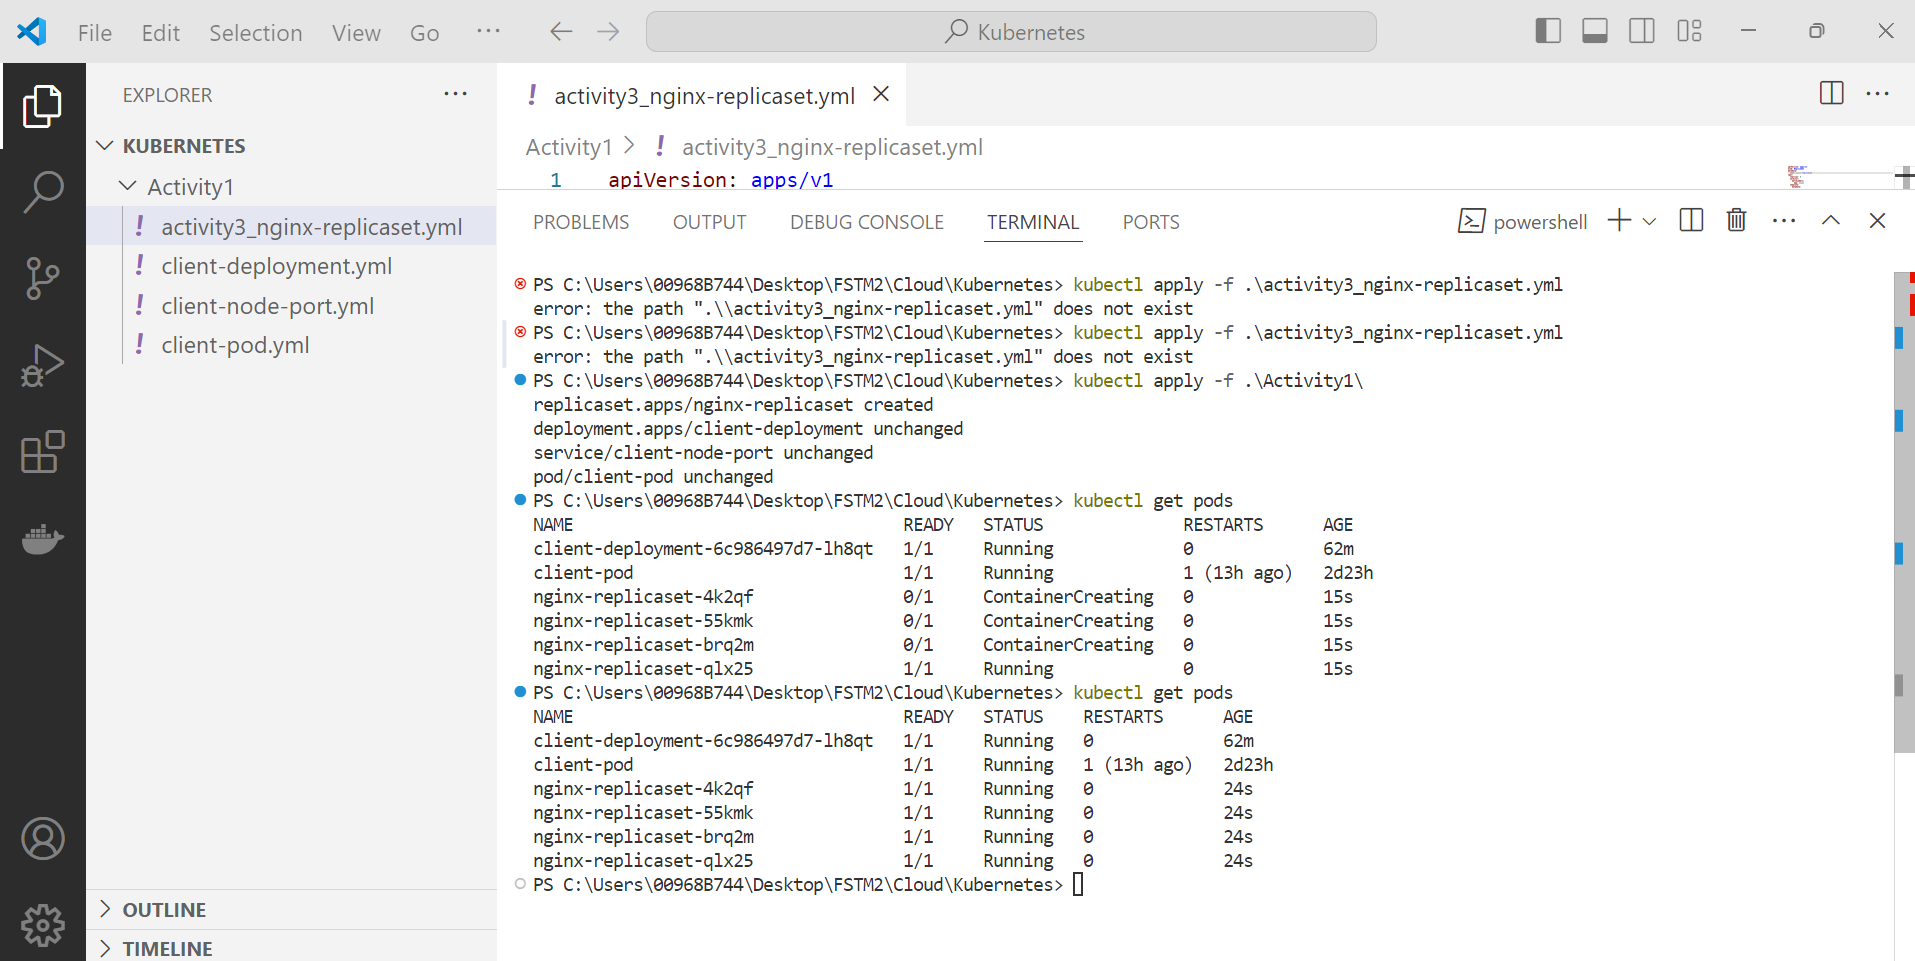 File Edit Selection View Go ··· Kubernetes
EXPLORER ···
KUBERNETES
Activity1
! activity3_nginx-replicaset.yml
! client-deployment.yml
! client-node-port.yml
! client-pod.yml
OUTLINE
TIMELINE
! activity3_nginx-replicaset.yml
Activity1 > ! activity3_nginx-replicaset.yml
1 apiVersion: apps/v1
PROBLEMS OUTPUT DEBUG CONSOLE TERMINAL PORTS powershell
PS C:\Users\00968B744\Desktop\FSTM2\Cloud\Kubernetes> kubectl apply -f .\activity3_nginx-replicaset.yml
error: the path ".\\activity3_nginx-replicaset.yml" does not exist
PS C:\Users\00968B744\Desktop\FSTM2\Cloud\Kubernetes> kubectl apply -f .\activity3_nginx-replicaset.yml
error: the path ".\\activity3_nginx-replicaset.yml" does not exist
PS C:\Users\00968B744\Desktop\FSTM2\Cloud\Kubernetes> kubectl apply -f .\Activity1\
replicaset.apps/nginx-replicaset created
deployment.apps/client-deployment unchanged
service/client-node-port unchanged
pod/client-pod unchanged
PS C:\Users\00968B744\Desktop\FSTM2\Cloud\Kubernetes> kubectl get pods
NAME READY STATUS RESTARTS AGE
client-deployment-6c986497d7-lh8qt 1/1 Running 0 62m
client-pod 1/1 Running 1 (13h ago) 2d23h
nginx-replicaset-4k2qf 0/1 ContainerCreating 0 15s
nginx-replicaset-55kmk 0/1 ContainerCreating 0 15s
nginx-replicaset-brq2m 0/1 ContainerCreating 0 15s
nginx-replicaset-qlx25 1/1 Running 0 15s
PS C:\Users\00968B744\Desktop\FSTM2\Cloud\Kubernetes> kubectl get pods
NAME READY STATUS RESTARTS AGE
client-deployment-6c986497d7-lh8qt 1/1 Running 0 62m
client-pod 1/1 Running 1 (13h ago) 2d23h
nginx-replicaset-4k2qf 1/1 Running 0 24s
nginx-replicaset-55kmk 1/1 Running 0 24s
nginx-replicaset-brq2m 1/1 Running 0 24s
nginx-replicaset-qlx25 1/1 Running 0 24s
PS C:\Users\00968B744\Desktop\FSTM2\Cloud\Kubernetes>